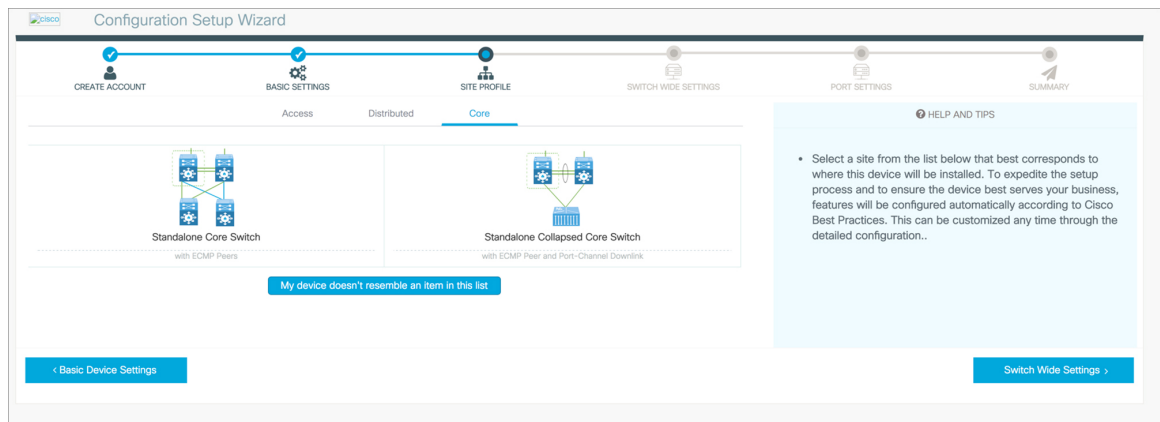 cisco
Configuration Setup Wizard
CREATE ACCOUNT
BASIC SETTINGS
SITE PROFILE
SWITCH WIDE SETTINGS
PORT SETTINGS
SUMMARY
Access
Distributed
Core
HELP AND TIPS
Standalone Core Switch
with ECMP Peers
Standalone Collapsed Core Switch
with ECMP Peer and Port-Channel Downlink
My device doesn't resemble an item in this list
• Select a site from the list below that best corresponds to
where this device will be installed. To expedite the setup
process and to ensure the device best serves your business,
features will be configured automatically according to Cisco
Best Practices. This can be customized any time through the
detailed configuration..
‹ Basic Device Settings
Switch Wide Settings ›